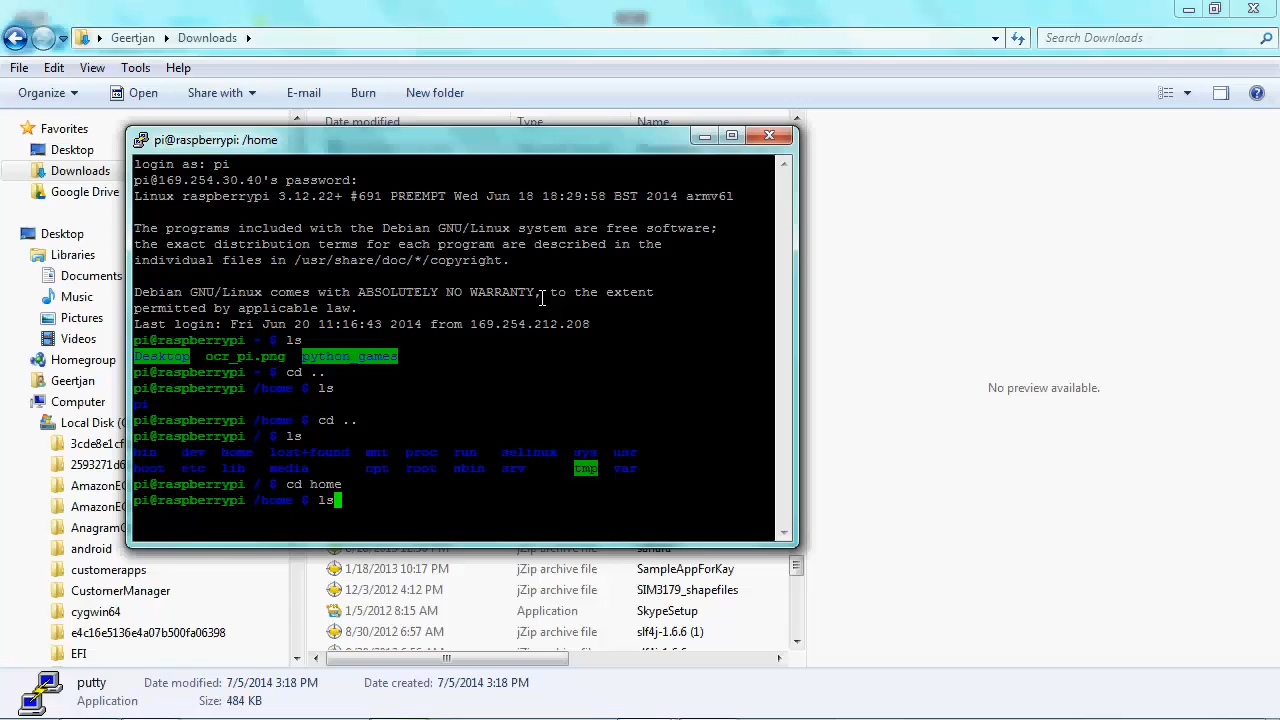 Geertjan Downloads
Search Downloads
File Edit View Tools Help
Organize Open Share with E-mail Burn New folder
Favorites
Desktop
Downloads
Google Drive
Desktop
Libraries
Documents
Music
Pictures
Videos
Homegroup
Geertjan
Computer
Local Disk (
3cde8e1cf
2593271d
AmazonE
AmazonE
AnagramG
android
customerapps
CustomerManager
cygwin64
e4c16e5136e4a07b500fa06398
EFI
Date modified Type Name
pi@raspberrypi: /home
login as: pi
pi@169.254.30.40's password:
Linux raspberrypi 3.12.22+ #691 PREEMPT Wed Jun 18 18:29:58 BST 2014 armv6l
The programs included with the Debian GNU/Linux system are free software;
the exact distribution terms for each program are described in the
individual files in /usr/share/doc/*/copyright.
Debian GNU/Linux comes with ABSOLUTELY NO WARRANTY, to the extent
permitted by applicable law.
Last login: Fri Jun 20 11:16:43 2014 from 169.254.212.208
pi@raspberrypi ~ $ ls
Desktop ocr_pi.png python_games
pi@raspberrypi ~ $ cd ..
pi@raspberrypi /home $ ls
pi
pi@raspberrypi /home $ cd ..
pi@raspberrypi / $ ls
bin dev home lost+found mnt proc run selinux sys usr
boot etc lib media opt root sbin srv tmp var
pi@raspberrypi / $ cd home
pi@raspberrypi /home $ ls
1/18/2013 10:17 PM jZip archive file SampleAppForKay
12/3/2012 4:12 PM jZip archive file SIM3179_shapefiles
1/5/2012 8:15 AM Application SkypeSetup
8/30/2012 6:57 AM jZip archive file slf4j-1.6.6 (1)
No preview available.
putty Date modified: 7/5/2014 3:18 PM Date created: 7/5/2014 3:18 PM
Application Size: 484 KB